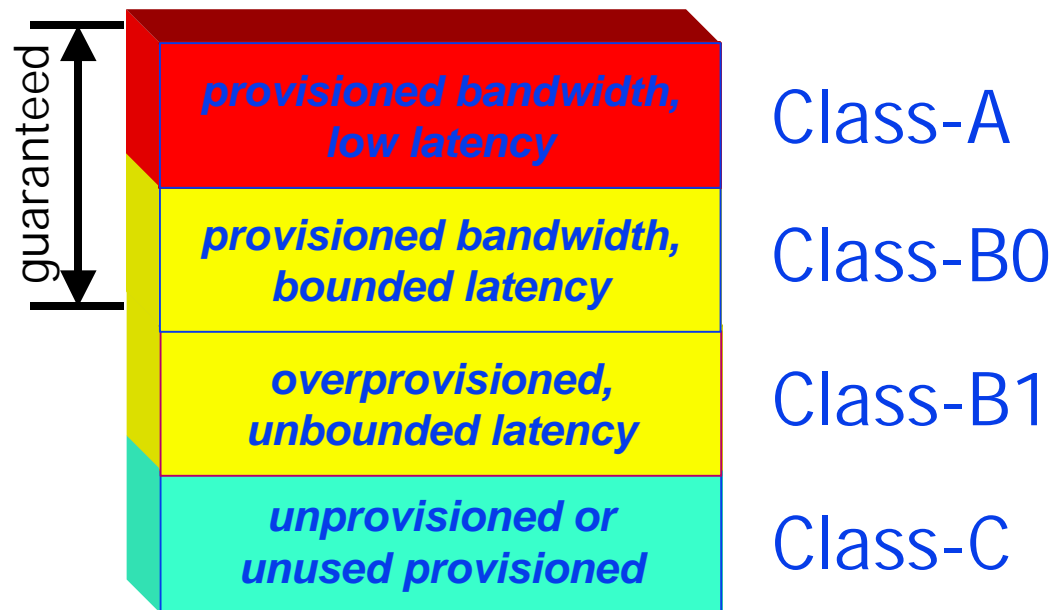 guaranteed
provisioned bandwidth,
low latency
Class-A
provisioned bandwidth,
bounded latency
Class-B0
overprovisioned,
unbounded latency
Class-B1
unprovisioned or
unused provisioned
Class-C